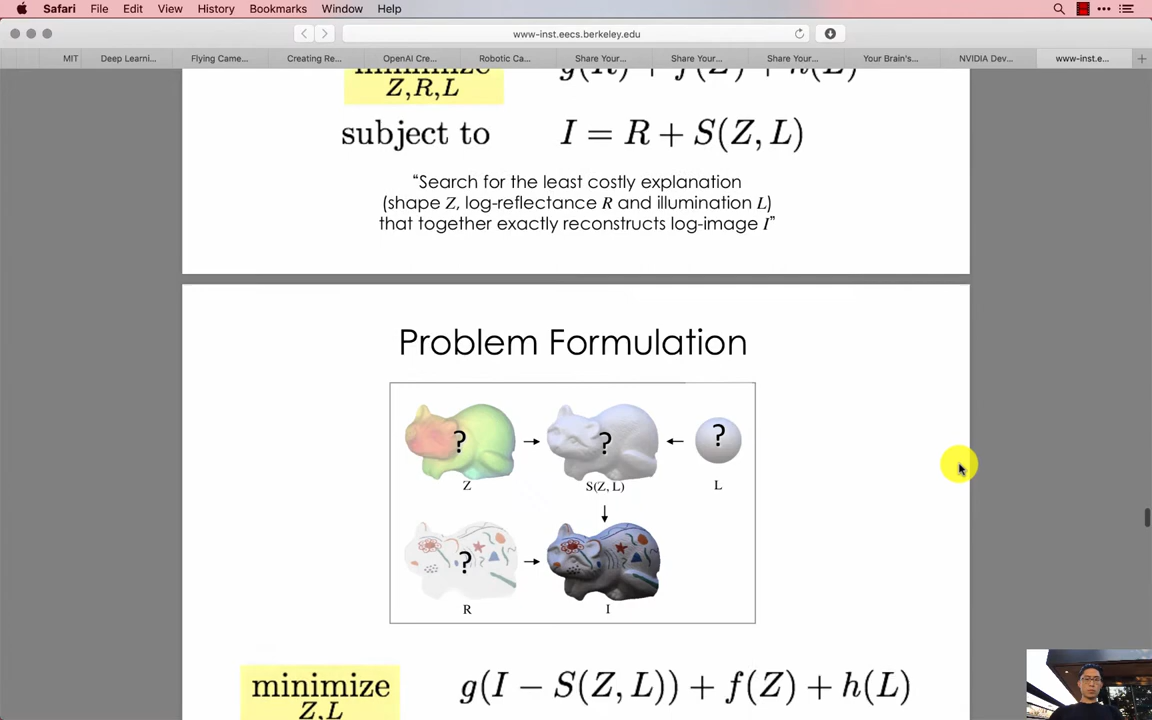 Safari File Edit View History Bookmarks Window Help
www-inst.eecs.berkeley.edu
MIT Deep Learni... Flying Came... Creating Re... OpenAI Cre... Robotic Ca... Share Your... Share Your... Share Your... Your Brain's... NVIDIA Dev... www-inst.e...
minimize g(R) + f(Z) + h(L)
Z,R,L
subject to I = R + S(Z, L)
"Search for the least costly explanation
(shape Z, log-reflectance R and illumination L)
that together exactly reconstructs log-image I"
Problem Formulation
? ? ?
Z S(Z, L) L
?
R I
minimize g(I − S(Z, L)) + f(Z) + h(L)
Z,L